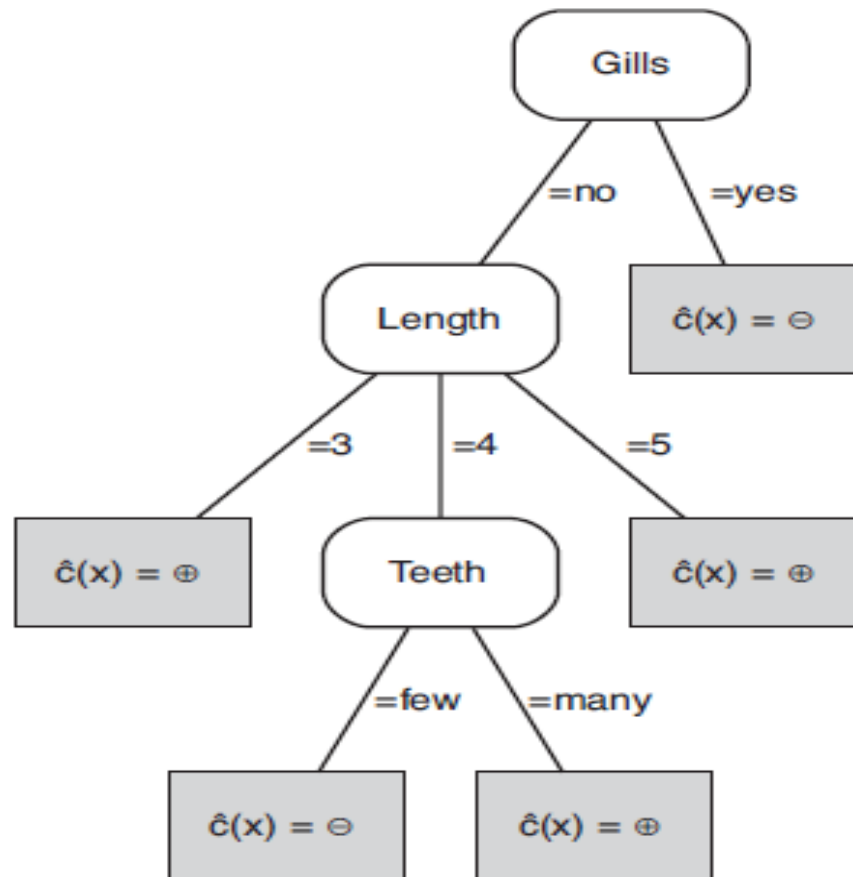 Gills
=no
=yes
Length
ĉ(x) = ⊖
=3
=4
=5
ĉ(x) = ⊕
Teeth
ĉ(x) = ⊕
=few
=many
ĉ(x) = ⊖
ĉ(x) = ⊕